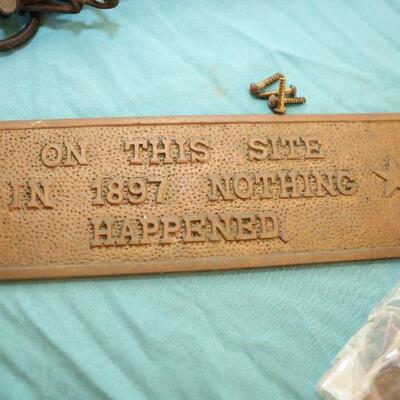 ON THIS SITE
IN 1897 NOTHING
HAPPENED.